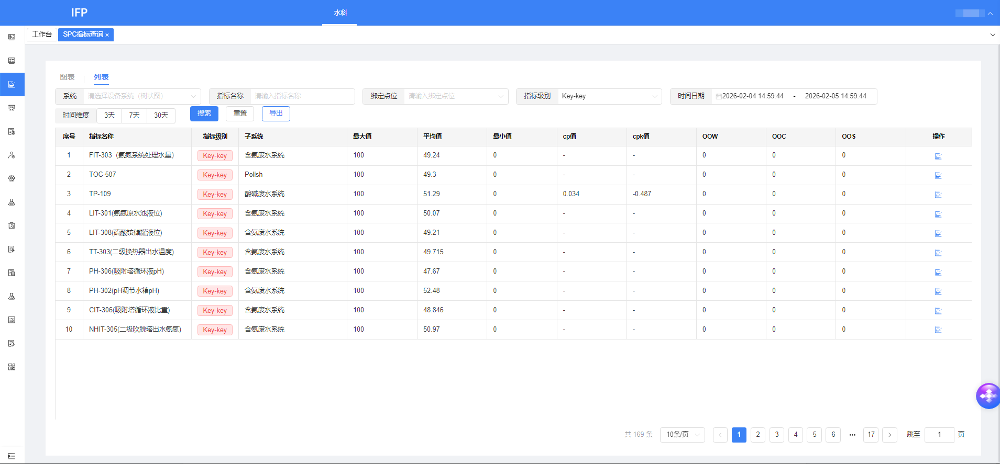 IFP 水科
工作台 SPC指标查询 ×
图表 列表
系统 请选择设备系统（树状图） 指标名称 请输入指标名称 绑定点位 请输入绑定点位 指标级别 Key-key 时间日期 2026-02-04 14:59:44 - 2026-02-05 14:59:44
时间维度 3天 7天 30天 搜索 重置 导出
序号 指标名称 指标级别 子系统 最大值 平均值 最小值 cp值 cpk值 OOW OOC OOS 操作
1 FIT-303（氨氮系统处理水量） Key-key 含氨废水系统 100 49.24 0 - - 0 0 0
2 TOC-507 Key-key Polish 100 49.3 0 - - 0 0 0
3 TP-109 Key-key 酸碱废水系统 100 51.29 0 0.034 -0.487 0 0 0
4 LIT-301(氨氮原水池液位) Key-key 含氨废水系统 100 50.07 0 - - 0 0 0
5 LIT-308(硫酸铵储罐液位) Key-key 含氨废水系统 100 49.21 0 - - 0 0 0
6 TT-303(二级换热器出水温度) Key-key 含氨废水系统 100 49.715 0 - - 0 0 0
7 PH-306(吸附塔循环液pH) Key-key 含氨废水系统 100 47.67 0 - - 0 0 0
8 PH-302(pH调节水箱pH) Key-key 含氨废水系统 100 52.48 0 - - 0 0 0
9 CIT-306(吸附塔循环液比重) Key-key 含氨废水系统 100 48.846 0 - - 0 0 0
10 NHIT-305(二级吹脱塔出水氨氮) Key-key 含氨废水系统 100 50.97 0 - - 0 0 0
共 169 条 10条/页 1 2 3 4 5 6 ••• 17 跳至 1 页